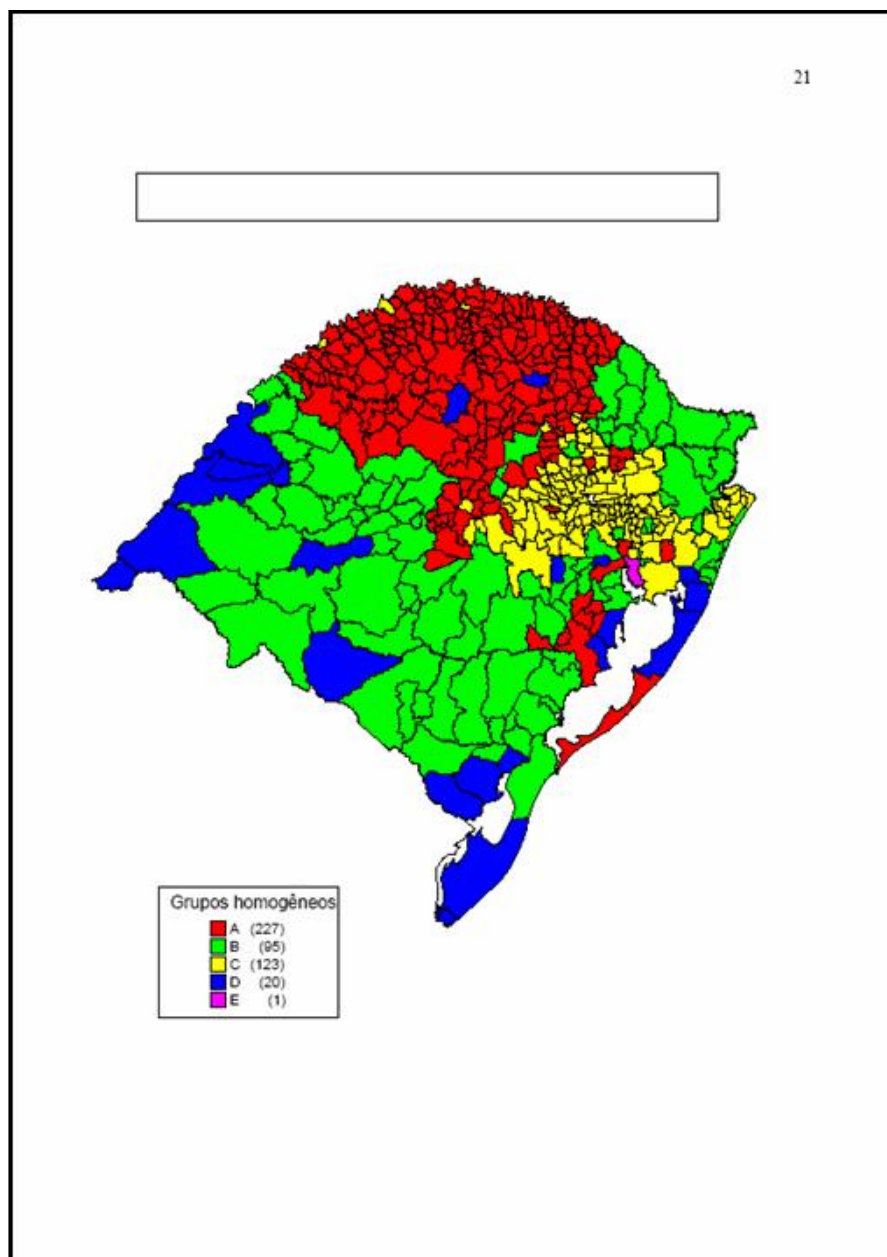 21
Grupos homogêneos
A (227)
B (95)
C (123)
D (20)
E (1)